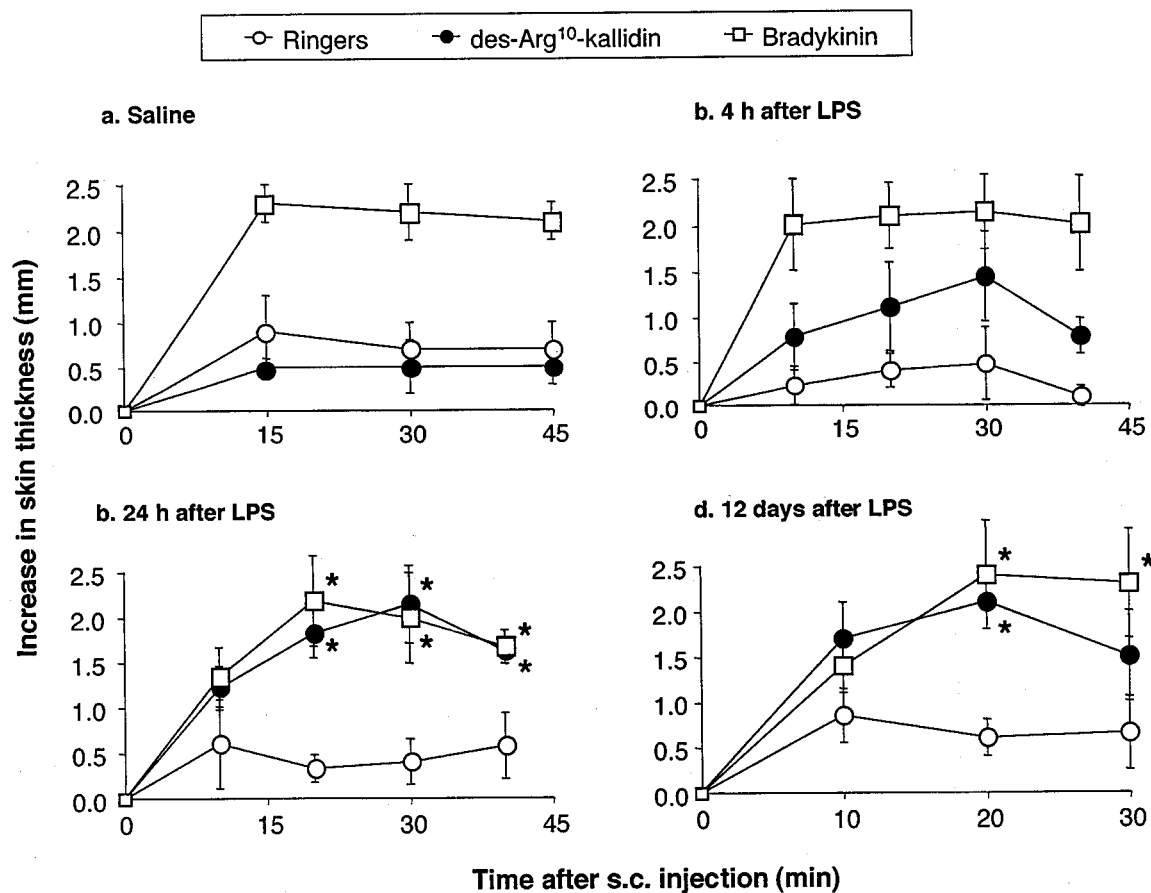 Ringers des-Arg¹⁰-kallidin Bradykinin
a. Saline
2.5
2.0
1.5
1.0
0.5
0.0
0 15 30 45
b. 4 h after LPS
2.5
2.0
1.5
1.0
0.5
0.0
0 15 30 45
Increase in skin thickness (mm)
b. 24 h after LPS
2.5
2.0
1.5
1.0
0.5
0.0
* * * * * *
0 15 30 45
d. 12 days after LPS
2.5
2.0
1.5
1.0
0.5
0.0
* * *
0 10 20 30
Time after s.c. injection (min)